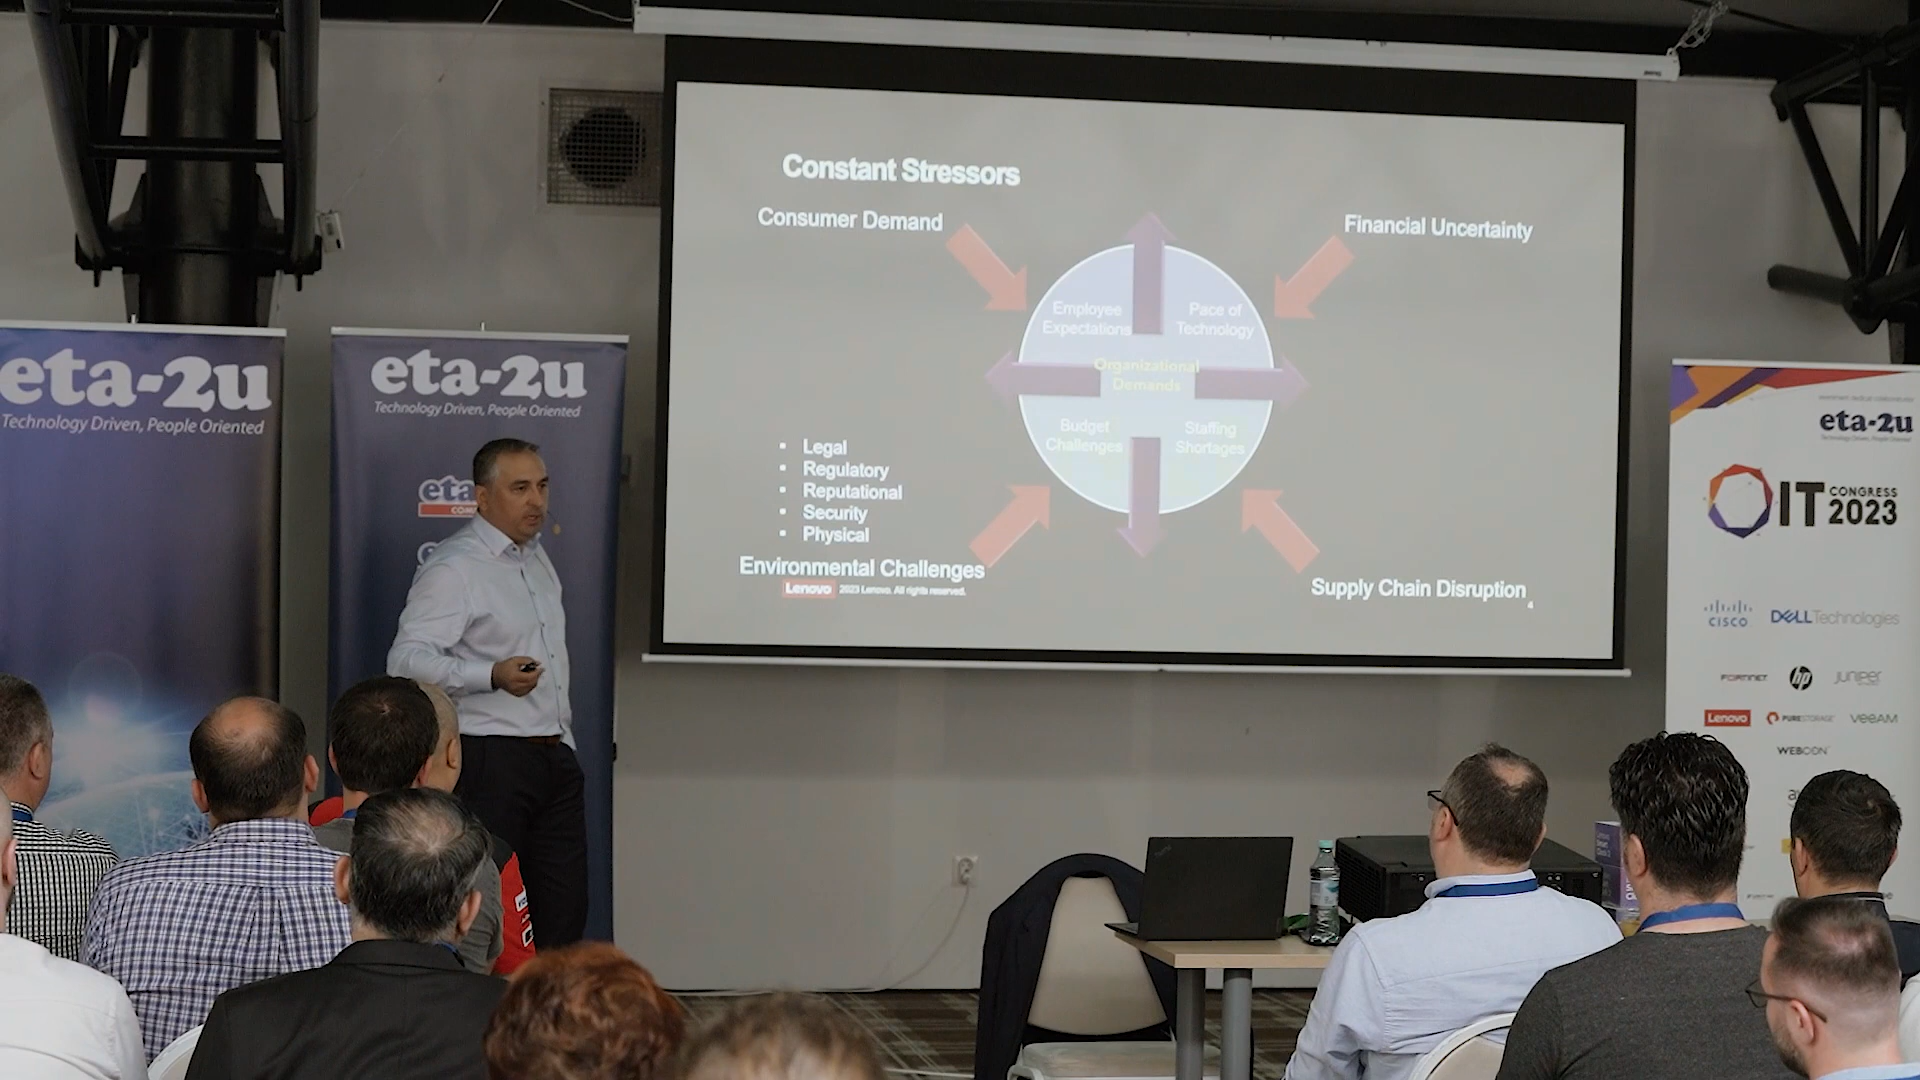 Constant Stressors
Consumer Demand
Financial Uncertainty
Employee
Expectations
Pace of
Technology
Organizational
Demands
Budget
Challenges
Staffing
Shortages
▪ Legal
▪ Regulatory
▪ Reputational
▪ Security
▪ Physical
Environmental Challenges
Supply Chain Disruption
Lenovo 2023 Lenovo. All rights reserved.
4
eta-2u
Technology Driven, People Oriented
eta-2u
Technology Driven, People Oriented
eta
eta-2u
Technology Driven, People Oriented
IT CONGRESS
2023
CISCO
DELL Technologies
FORTINET
hp
JUNIPER
Lenovo
PURESTORAGE
VEEAM
WEBCON